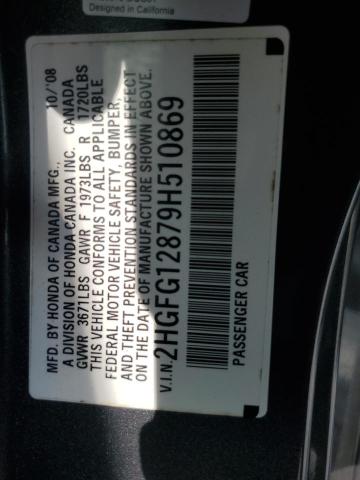 Designed in California
MFD. BY HONDA OF CANADA MFG., 10/'08
A DIVISION OF HONDA CANADA INC. CANADA
GVWR 3671LBS GAWR F 1973LBS R 1720LBS
THIS VEHICLE CONFORMS TO ALL APPLICABLE
FEDERAL MOTOR VEHICLE SAFETY, BUMPER,
AND THEFT PREVENTION STANDARDS IN EFFECT ON
THE DATE OF MANUFACTURE SHOWN ABOVE.
V.I.N. 2HGFG12879H510869
PASSENGER CAR